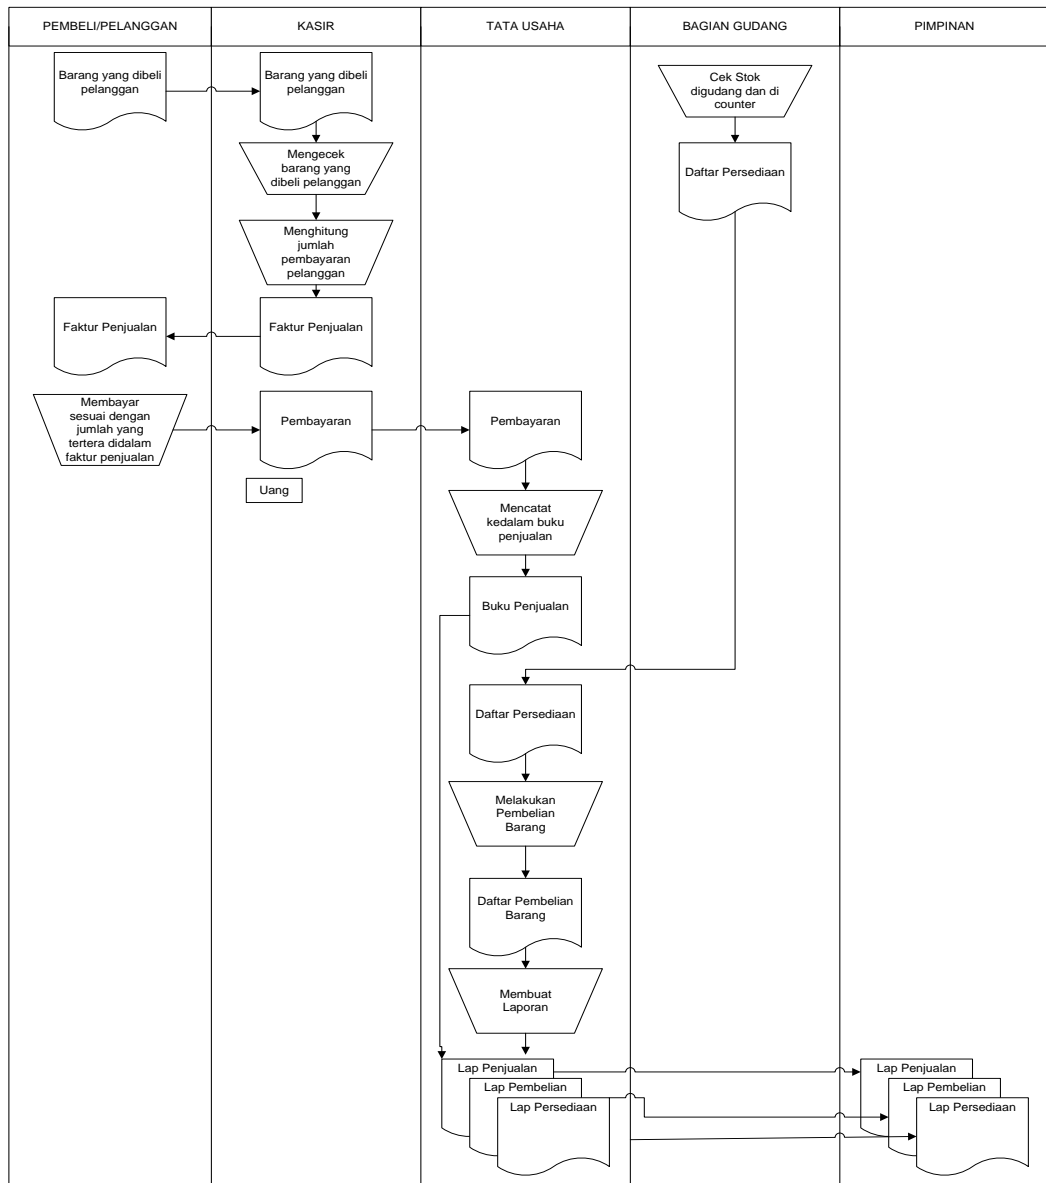 PEMBELI/PELANGGAN
KASIR
TATA USAHA
BAGIAN GUDANG
PIMPINAN
Barang yang dibeli
pelanggan
Barang yang dibeli
pelanggan
Cek Stok
digudang dan di
counter
Mengecek
barang yang
dibeli pelanggan
Daftar Persediaan
Menghitung
jumlah
pembayaran
pelanggan
Faktur Penjualan
Faktur Penjualan
Membayar
sesuai dengan
jumlah yang
tertera didalam
faktur penjualan
Pembayaran
Pembayaran
Uang
Mencatat
kedalam buku
penjualan
Buku Penjualan
Daftar Persediaan
Melakukan
Pembelian
Barang
Daftar Pembelian
Barang
Membuat
Laporan
Lap Penjualan
Lap Pembelian
Lap Persediaan
Lap Penjualan
Lap Pembelian
Lap Persediaan